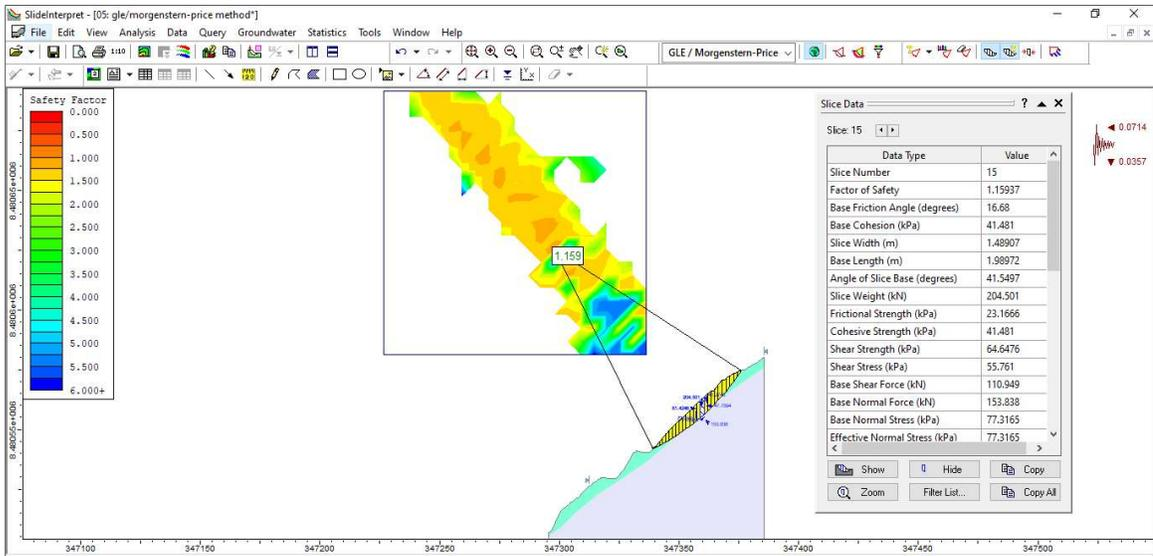 SlideInterpret - [05: gle/morgenstern-price method*]
File Edit View Analysis Data Query Groundwater Statistics Tools Window Help
1:10
GLE / Morgenstern-Price
Safety Factor
0.000
0.500
1.000
1.500
2.000
2.500
3.000
3.500
4.000
4.500
5.000
5.500
6.000+
8.48065e+006
8.4806e+006
8.48055e+006
1.159
204.501
153.838
347100 347150 347200 347250 347300 347350 347400 347450 347500
Slice Data
Slice: 15
Data Type Value
Slice Number 15
Factor of Safety 1.15937
Base Friction Angle (degrees) 16.68
Base Cohesion (kPa) 41.481
Slice Width (m) 1.48907
Base Length (m) 1.98972
Angle of Slice Base (degrees) 41.5497
Slice Weight (kN) 204.501
Frictional Strength (kPa) 23.1666
Cohesive Strength (kPa) 41.481
Shear Strength (kPa) 64.6476
Shear Stress (kPa) 55.761
Base Shear Force (kN) 110.949
Base Normal Force (kN) 153.838
Base Normal Stress (kPa) 77.3165
Effective Normal Stress (kPa) 77.3165
Show Hide Copy
Zoom Filter List... Copy All
0.0714
0.0357